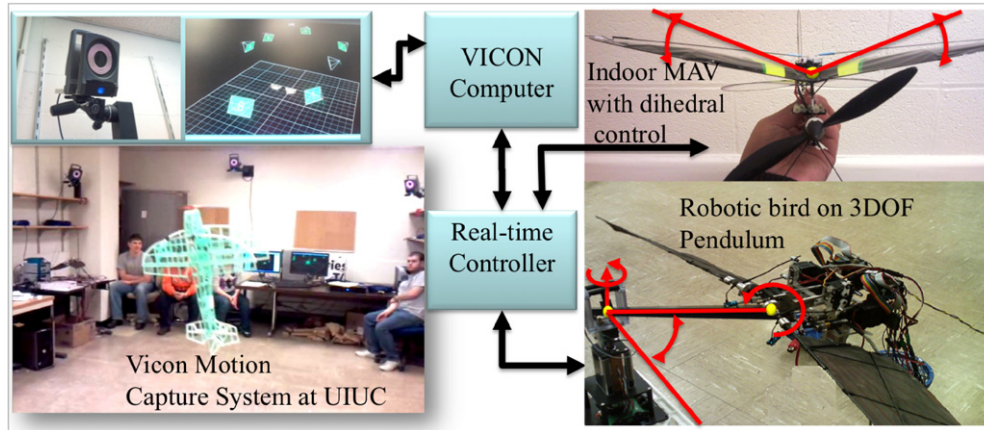 VICON
Computer
Indoor MAV
with dihedral
control
Real-time
Controller
Robotic bird on 3DOF
Pendulum
Vicon Motion
Capture System at UIUC